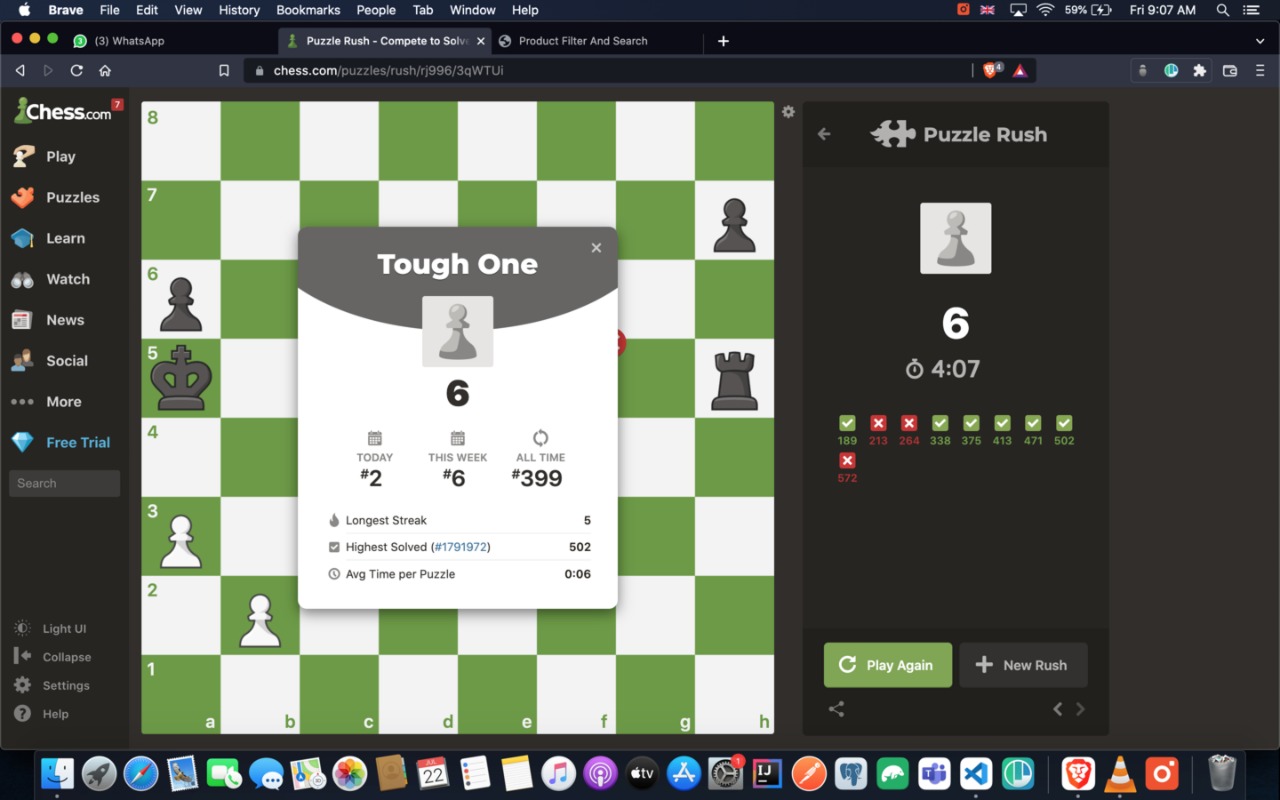 Brave File Edit View History Bookmarks People Tab Window Help 59% Fri 9:07 AM
(3) WhatsApp Puzzle Rush - Compete to Solve Product Filter And Search
chess.com/puzzles/rush/rj996/3qWTUi 4
Chess.com 7
Play
Puzzles
Learn
Watch
News
Social
More
Free Trial
Search
Light UI
Collapse
Settings
Help
8
7
6
5
4
3
2
1
a b c d e f g h
Tough One
6
TODAY THIS WEEK ALL TIME
#2 #6 #399
Longest Streak 5
Highest Solved (#1791972) 502
Avg Time per Puzzle 0:06
Puzzle Rush
6
4:07
189 213 264 338 375 413 471 502
572
Play Again New Rush
JUL
22
tv
1
IJ